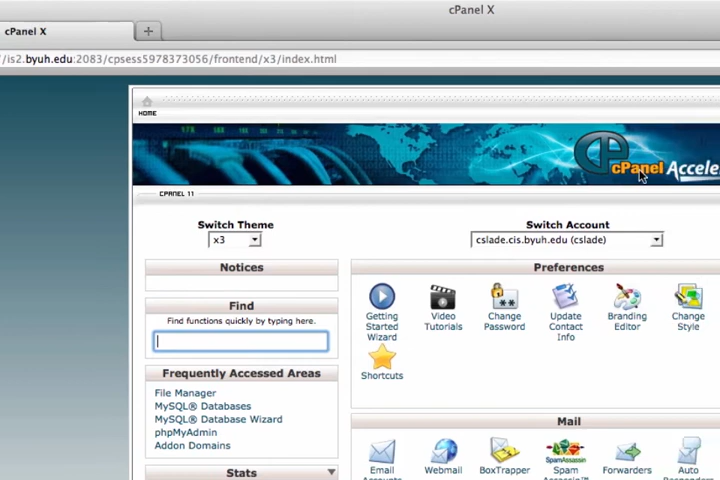 cPanel X
cPanel X
//is2.byuh.edu:2083/cpsess5978373056/frontend/x3/index.html
HOME
cPanel Accele
CPANEL 11
Switch Theme
x3
Switch Account
cslade.cis.byuh.edu (cslade)
Notices
Find
Find functions quickly by typing here.
Frequently Accessed Areas
File Manager
MySQL® Databases
MySQL® Database Wizard
phpMyAdmin
Addon Domains
Stats
Preferences
Getting Started Wizard
Video Tutorials
Change Password
Update Contact Info
Branding Editor
Change Style
Shortcuts
Mail
Email Accounts
Webmail
BoxTrapper
SpamAssassin
Spam Assassin™
Forwarders
Auto Responders